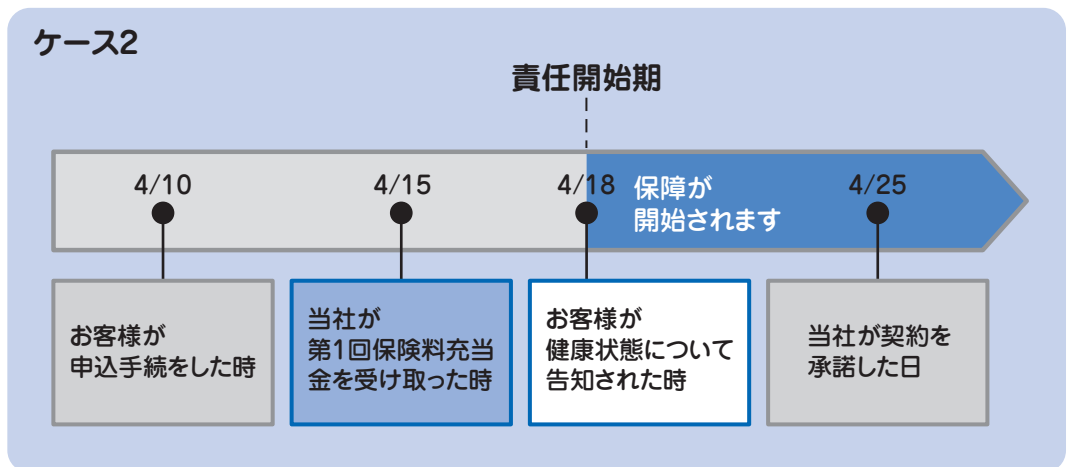 ケース2
責任開始期
4/10
4/15
4/18
保障が
開始されます
4/25
お客様が
申込手続をした時
当社が
第1回保険料充当
金を受け取った時
お客様が
健康状態について
告知された時
当社が契約を
承諾した日